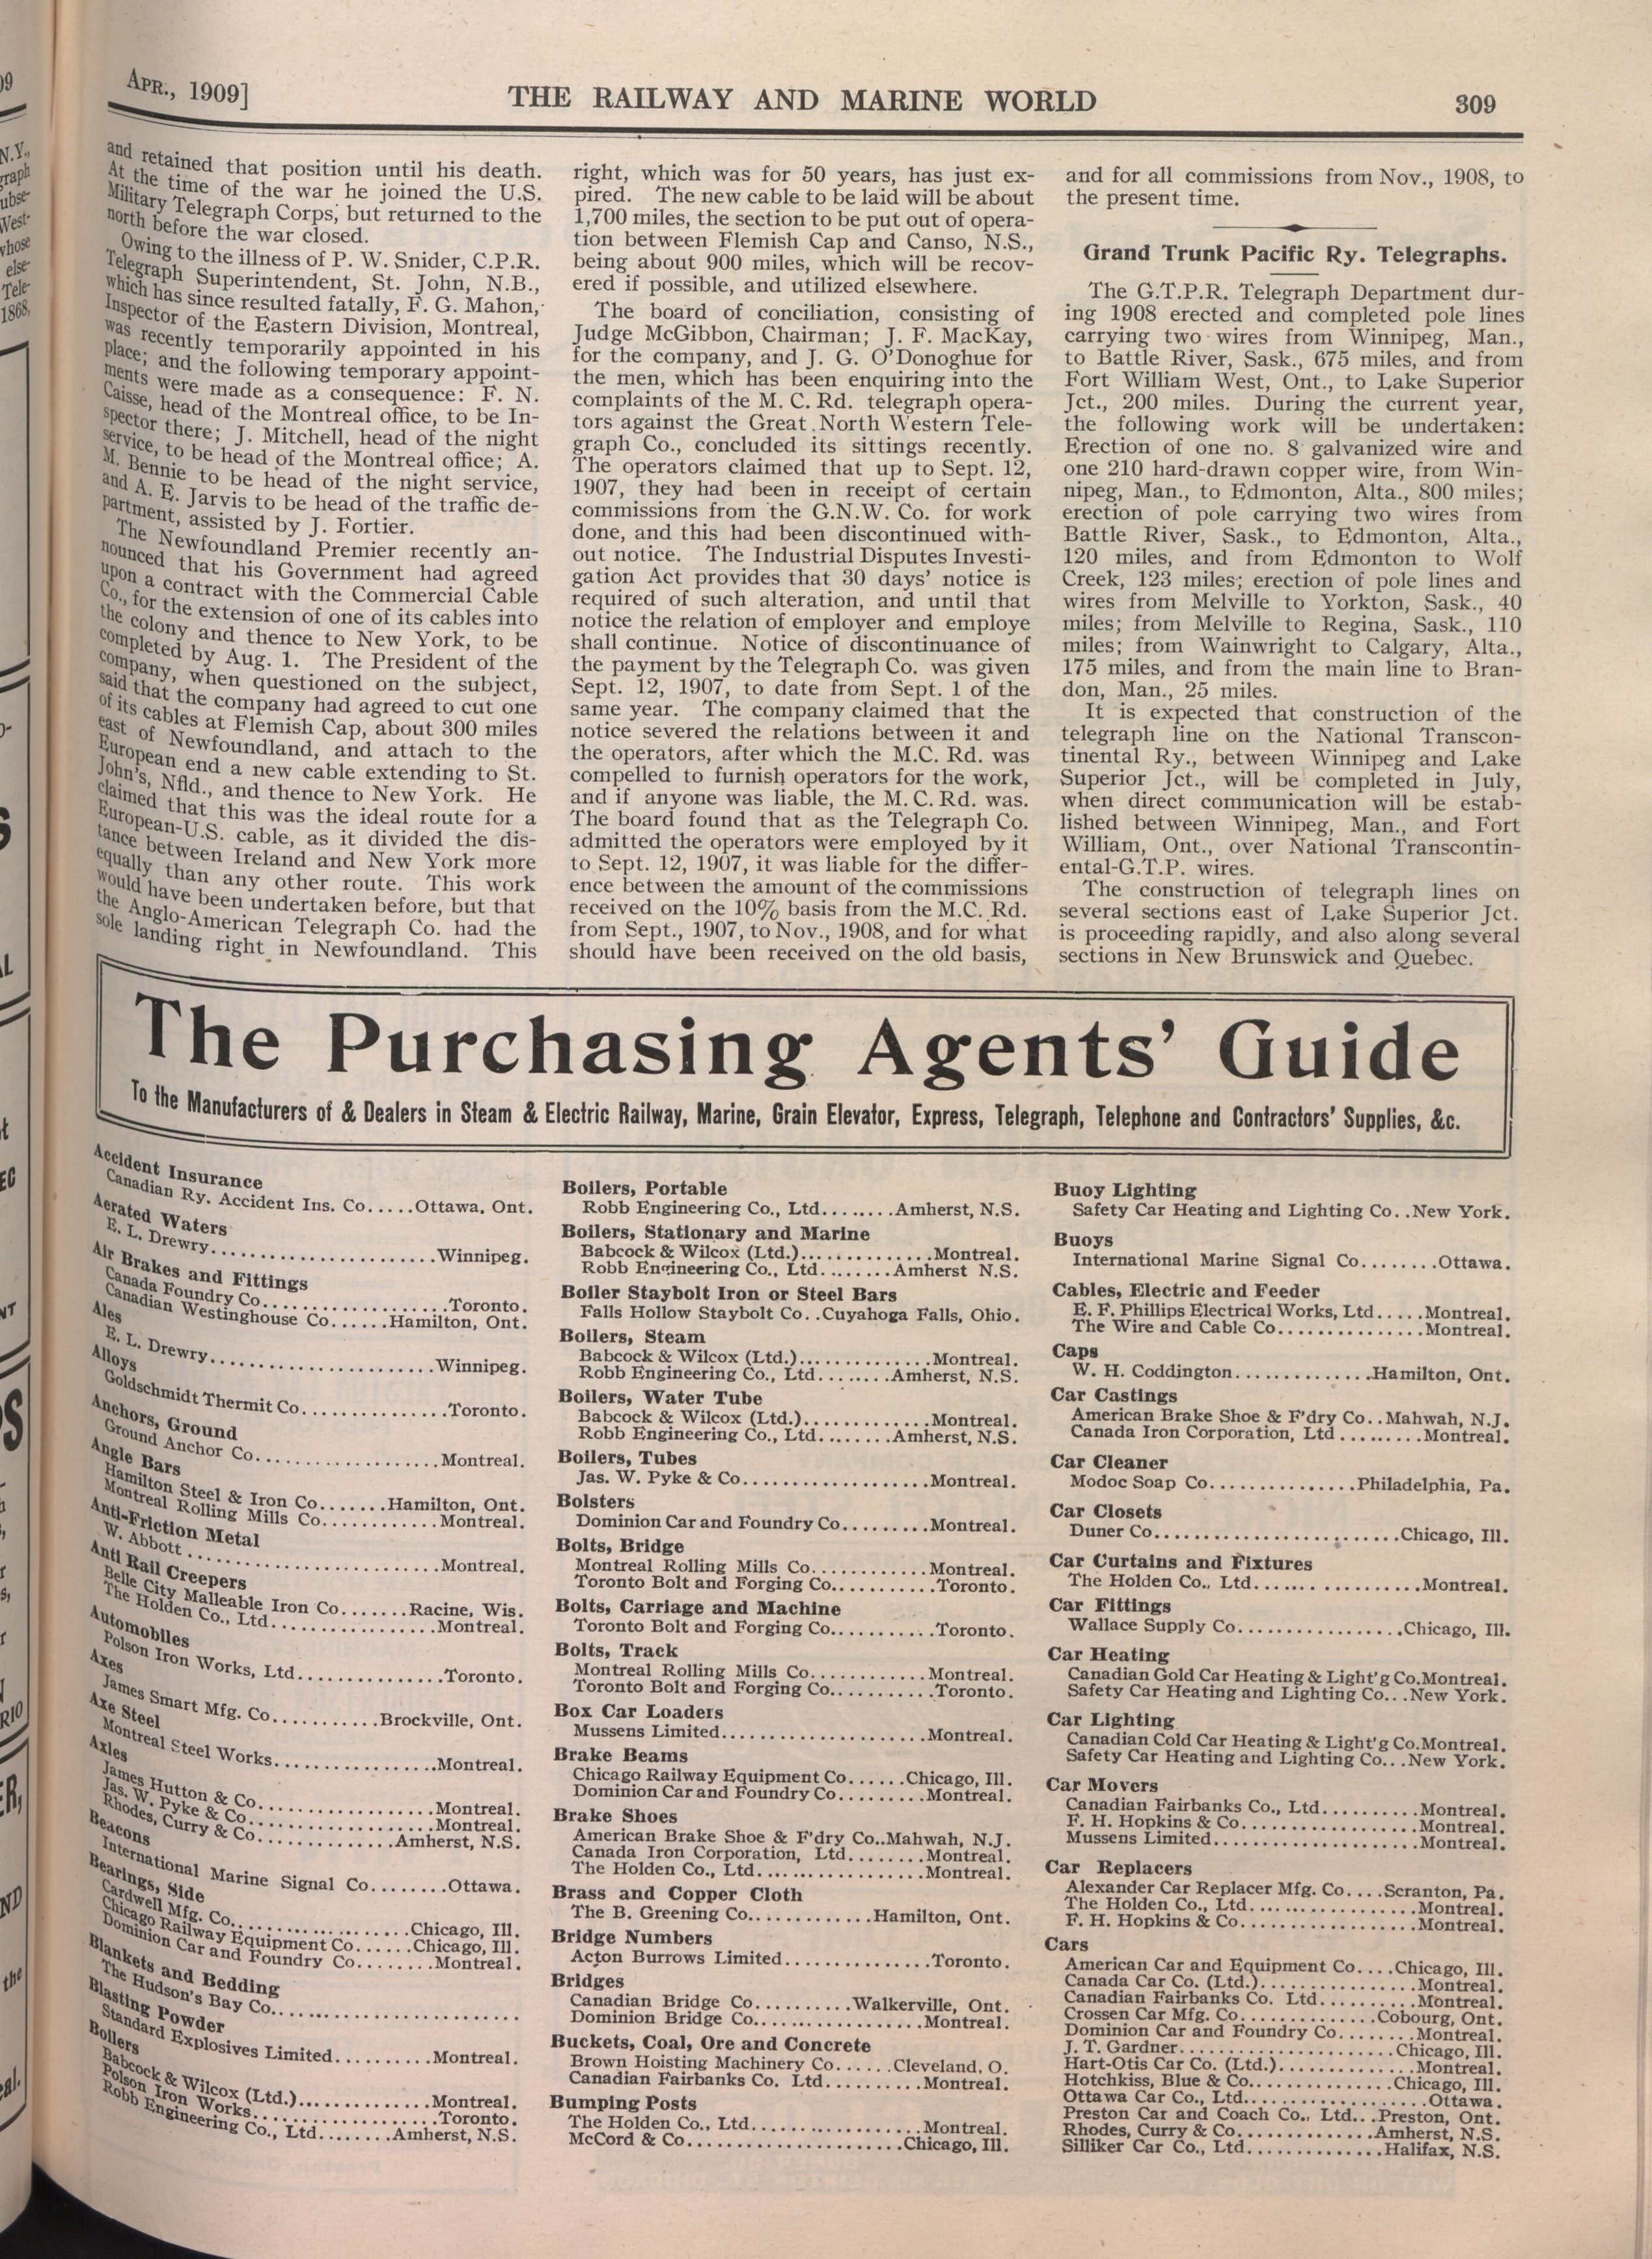 APR., 1909]
THE RAILWAY AND MARINE WORLD
309
and retained that position until his death.
At the time of the war he joined the U.S.
Military Telegraph Corps, but returned to the
north before the war closed.
Owing to the illness of P. W. Snider, C.P.R.
Telegraph Superintendent, St. John, N.B.,
which has since resulted fatally, F. G. Mahon,
Inspector of the Eastern Division, Montreal,
was recently temporarily appointed in his
place; and the following temporary appoint-
ments were made as a consequence: F. N.
Caisse, head of the Montreal office, to be In-
spector there; J. Mitchell, head of the night
service, to be head of the Montreal office; A.
M. Bennie to be head of the night service,
and A. E. Jarvis to be head of the traffic de-
partment, assisted by J. Fortier.
The Newfoundland Premier recently an-
nounced that his Government had agreed
upon a contract with the Commercial Cable
Co., for the extension of one of its cables into
the colony and thence to New York, to be
completed by Aug. 1. The President of the
company, when questioned on the subject,
said that the company had agreed to cut one
of its cables at Flemish Cap, about 300 miles
east of Newfoundland, and attach to the
European end a new cable extending to St.
John's, Nfld., and thence to New York. He
claimed that this was the ideal route for a
European-U.S. cable, as it divided the dis-
tance between Ireland and New York more
equally than any other route. This work
would have been undertaken before, but that
the Anglo-American Telegraph Co. had the
sole landing right in Newfoundland. This
right, which was for 50 years, has just ex-
pired. The new cable to be laid will be about
1,700 miles, the section to be put out of opera-
tion between Flemish Cap and Canso, N.S.,
being about 900 miles, which will be recov-
ered if possible, and utilized elsewhere.
The board of conciliation, consisting of
Judge McGibbon, Chairman; J. F. MacKay,
for the company, and J. G. O'Donoghue for
the men, which has been enquiring into the
complaints of the M. C. Rd. telegraph opera-
tors against the Great North Western Tele-
graph Co., concluded its sittings recently.
The operators claimed that up to Sept. 12,
1907, they had been in receipt of certain
commissions from the G.N.W. Co. for work
done, and this had been discontinued with-
out notice. The Industrial Disputes Investi-
gation Act provides that 30 days' notice is
required of such alteration, and until that
notice the relation of employer and employe
shall continue. Notice of discontinuance of
the payment by the Telegraph Co. was given
Sept. 12, 1907, to date from Sept. 1 of the
same year. The company claimed that the
notice severed the relations between it and
the operators, after which the M.C. Rd. was
compelled to furnish operators for the work,
and if anyone was liable, the M. C. Rd. was.
The board found that as the Telegraph Co.
admitted the operators were employed by it
to Sept. 12, 1907, it was liable for the differ-
ence between the amount of the commissions
received on the 10% basis from the M.C. Rd.
from Sept., 1907, to Nov., 1908, and for what
should have been received on the old basis,
and for all commissions from Nov., 1908, to
the present time.
Grand Trunk Pacific Ry. Telegraphs.
The G.T.P.R. Telegraph Department dur-
ing 1908 erected and completed pole lines
carrying two wires from Winnipeg, Man.,
to Battle River, Sask., 675 miles, and from
Fort William West, Ont., to Lake Superior
Jct., 200 miles. During the current year,
the following work will be undertaken:
Erection of one no. 8 galvanized wire and
one 210 hard-drawn copper wire, from Win-
nipeg, Man., to Edmonton, Alta., 800 miles;
erection of pole carrying two wires from
Battle River, Sask., to Edmonton, Alta.,
120 miles, and from Edmonton to Wolf
Creek, 123 miles; erection of pole lines and
wires from Melville to Yorkton, Sask., 40
miles; from Melville to Regina, Sask., 110
miles; from Wainwright to Calgary, Alta.,
175 miles, and from the main line to Bran-
don, Man., 25 miles.
It is expected that construction of the
telegraph line on the National Transcon-
tinental Ry., between Winnipeg and Lake
Superior Jct., will be completed in July,
when direct communication will be estab-
lished between Winnipeg, Man., and Fort
William, Ont., over National Transcontin-
ental-G.T.P. wires.
The construction of telegraph lines on
several sections east of Lake Superior Jct.
is proceeding rapidly, and also along several
sections in New Brunswick and Quebec.
The Purchasing Agents' Guide
To the Manufacturers of & Dealers in Steam & Electric Railway, Marine, Grain Elevator, Express, Telegraph, Telephone and Contractors' Supplies, &c.
Accident Insurance
Canadian Ry. Accident Ins. Co.....Ottawa, Ont.
Aerated Waters
E. L. Drewry......................Winnipeg.
Air Brakes and Fittings
Canada Foundry Co...................Toronto.
Canadian Westinghouse Co......Hamilton, Ont.
Ales
E. L. Drewry......................Winnipeg.
Alloys
Goldschmidt Thermit Co...............Toronto.
Anchors, Ground
Ground Anchor Co..................Montreal.
Angle Bars
Hamilton Steel & Iron Co.......Hamilton, Ont.
Montreal Rolling Mills Co............Montreal.
Anti-Friction Metal
W. Abbott .........................Montreal.
Anti Rail Creepers
Belle City Malleable Iron Co.......Racine, Wis.
The Holden Co., Ltd................Montreal.
Automobiles
Polson Iron Works, Ltd..............Toronto.
Axes
James Smart Mfg. Co...........Brockville, Ont.
Axe Steel
Montreal Steel Works................Montreal.
Axles
James Hutton & Co.................Montreal.
Jas. W. Pyke & Co..................Montreal.
Rhodes, Curry & Co..............Amherst, N.S.
Beacons
International Marine Signal Co........Ottawa.
Bearings, Side
Cardwell Mfg. Co..................Chicago, Ill.
Chicago Railway Equipment Co......Chicago, Ill.
Dominion Car and Foundry Co........Montreal.
Blankets and Bedding
The Hudson's Bay Co.........................
Blasting Powder
Standard Explosives Limited..........Montreal.
Boilers
Babcock & Wilcox (Ltd.).............Montreal.
Polson Iron Works...................Toronto.
Robb Engineering Co., Ltd........Amherst, N.S.
Boilers, Portable
Robb Engineering Co., Ltd........Amherst, N.S.
Boilers, Stationary and Marine
Babcock & Wilcox (Ltd.)..............Montreal.
Robb Engineering Co., Ltd........Amherst N.S.
Boiler Staybolt Iron or Steel Bars
Falls Hollow Staybolt Co..Cuyahoga Falls, Ohio.
Boilers, Steam
Babcock & Wilcox (Ltd.)..............Montreal.
Robb Engineering Co., Ltd........Amherst, N.S.
Boilers, Water Tube
Babcock & Wilcox (Ltd.).............Montreal.
Robb Engineering Co., Ltd........Amherst, N.S.
Boilers, Tubes
Jas. W. Pyke & Co...................Montreal.
Bolsters
Dominion Car and Foundry Co.........Montreal.
Bolts, Bridge
Montreal Rolling Mills Co............Montreal.
Toronto Bolt and Forging Co...........Toronto.
Bolts, Carriage and Machine
Toronto Bolt and Forging Co...........Toronto.
Bolts, Track
Montreal Rolling Mills Co............Montreal.
Toronto Bolt and Forging Co...........Toronto.
Box Car Loaders
Mussens Limited.....................Montreal.
Brake Beams
Chicago Railway Equipment Co......Chicago, Ill.
Dominion Car and Foundry Co.........Montreal.
Brake Shoes
American Brake Shoe & F'dry Co..Mahwah, N.J.
Canada Iron Corporation, Ltd........Montreal.
The Holden Co., Ltd.................Montreal.
Brass and Copper Cloth
The B. Greening Co.............Hamilton, Ont.
Bridge Numbers
Acton Burrows Limited...............Toronto.
Bridges
Canadian Bridge Co..........Walkerville, Ont.
Dominion Bridge Co..................Montreal.
Buckets, Coal, Ore and Concrete
Brown Hoisting Machinery Co......Cleveland, O.
Canadian Fairbanks Co. Ltd..........Montreal.
Bumping Posts
The Holden Co., Ltd.................Montreal.
McCord & Co.......................Chicago, Ill.
Buoy Lighting
Safety Car Heating and Lighting Co..New York.
Buoys
International Marine Signal Co........Ottawa.
Cables, Electric and Feeder
E. F. Phillips Electrical Works, Ltd.....Montreal.
The Wire and Cable Co...............Montreal.
Caps
W. H. Coddington..............Hamilton, Ont.
Car Castings
American Brake Shoe & F'dry Co..Mahwah, N.J.
Canada Iron Corporation, Ltd .........Montreal.
Car Cleaner
Modoc Soap Co...............Philadelphia, Pa.
Car Closets
Duner Co.........................Chicago, Ill.
Car Curtains and Fixtures
The Holden Co., Ltd.................Montreal.
Car Fittings
Wallace Supply Co.................Chicago, Ill.
Car Heating
Canadian Gold Car Heating & Light'g Co.Montreal.
Safety Car Heating and Lighting Co...New York.
Car Lighting
Canadian Cold Car Heating & Light'g Co.Montreal.
Safety Car Heating and Lighting Co...New York.
Car Movers
Canadian Fairbanks Co., Ltd..........Montreal.
F. H. Hopkins & Co..................Montreal.
Mussens Limited.....................Montreal.
Car Replacers
Alexander Car Replacer Mfg. Co....Scranton, Pa.
The Holden Co., Ltd.................Montreal.
F. H. Hopkins & Co..................Montreal.
Cars
American Car and Equipment Co....Chicago, Ill.
Canada Car Co. (Ltd.)................Montreal.
Canadian Fairbanks Co. Ltd..........Montreal.
Crossen Car Mfg. Co..............Cobourg, Ont.
Dominion Car and Foundry Co........Montreal.
J. T. Gardner......................Chicago, Ill.
Hart-Otis Car Co. (Ltd.)..............Montreal.
Hotchkiss, Blue & Co...............Chicago, Ill.
Ottawa Car Co., Ltd...................Ottawa.
Preston Car and Coach Co., Ltd...Preston, Ont.
Rhodes, Curry & Co..............Amherst, N.S.
Silliker Car Co., Ltd..............Halifax, N.S.